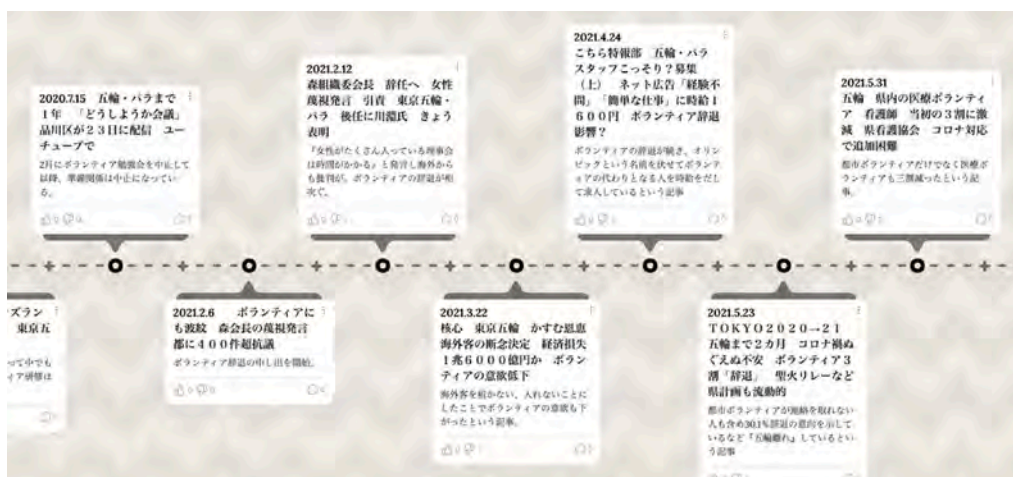 2020.7.15 五輪・パラまで
1年 「どうしようか会議」
品川区が23日に配信 ユー
チューブで
2月にボランティア勉強会を中止して
以降、準備関係は中止になってい
る。
2021.2.12
森組織委会長 辞任へ 女性
蔑視発言 引責 東京五輪・
パラ 後任に川淵氏 きょう
表明
『女性がたくさん入っている理事会
は時間がかかる』と発言し海外から
も批判が。ボランティアの辞退が相
次ぐ。
2021.4.24
こちら特報部 五輪・パラ
スタッフこっそり?募集
(上) ネット広告「経験不
問」「簡単な仕事」に時給1
600円 ボランティア辞退
影響?
ボランティアの辞退が続き、オリン
ピックという名前を伏せてボランテ
ィアの代わりとなる人を時給をだし
て求人しているという記事
2021.5.31
五輪 県内の医療ボランティ
ア 看護師 当初の3割に激
減 県看護協会 コロナ対応
で追加困難
都市ボランティアだけでなく医療ボ
ランティアも三割減ったという記
事。
ズラン
東京五
って中でも
ィア研修は
2021.2.6 ボランティアに
も波紋 森会長の蔑視発言
都に400件超抗議
ボランティア辞退の申し出を開始。
2021.3.22
核心 東京五輪 かすむ恩恵
海外客の断念決定 経済損失
1兆6000億円か ボラン
ティアの意欲低下
海外客を招かない、入れないことに
したことでボランティアの意欲も下
がったという記事。
2021.5.23
TOKYO2020→21
五輪まで2カ月 コロナ禍ぬ
ぐえぬ不安 ボランティア3
割「辞退」 聖火リレーなど
県計画も流動的
都市ボランティアが連絡を取れない
人も含め30.1%辞退の意向を示して
いるなど『五輪離れ』しているとい
う記事